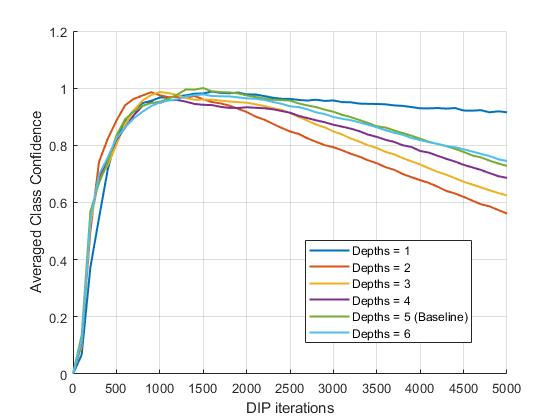 1.2
1
0.8
0.6
0.4
0.2
0
Averaged Class Confidence
Depths = 1
Depths = 2
Depths = 3
Depths = 4
Depths = 5 (Baseline)
Depths = 6
0 500 1000 1500 2000 2500 3000 3500 4000 4500 5000
DIP iterations